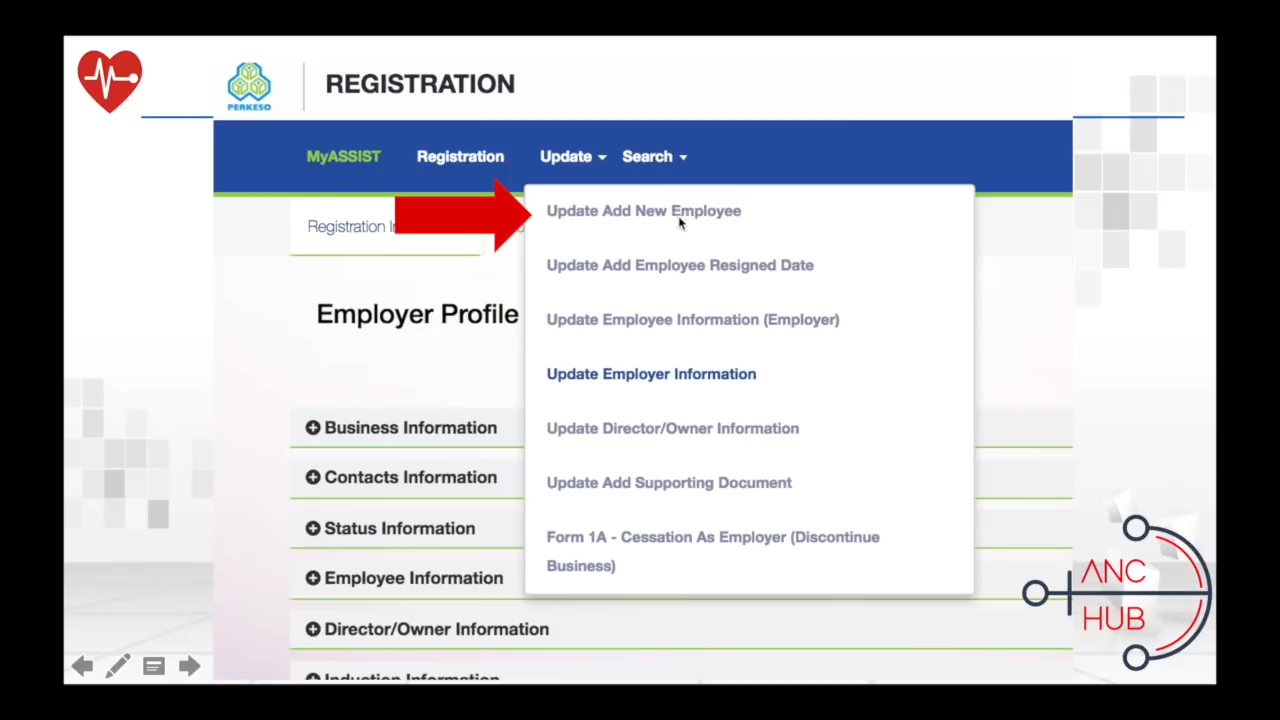 PERKESO
REGISTRATION
MyASSIST Registration Update Search
Update Add New Employee
Registration
Update Add Employee Resigned Date
Employer Profile
Update Employee Information (Employer)
Update Employer Information
Business Information
Update Director/Owner Information
Contacts Information
Update Add Supporting Document
Status Information
Form 1A - Cessation As Employer (Discontinue
Business)
Employee Information
Director/Owner Information
Induction Information
ANC
HUB